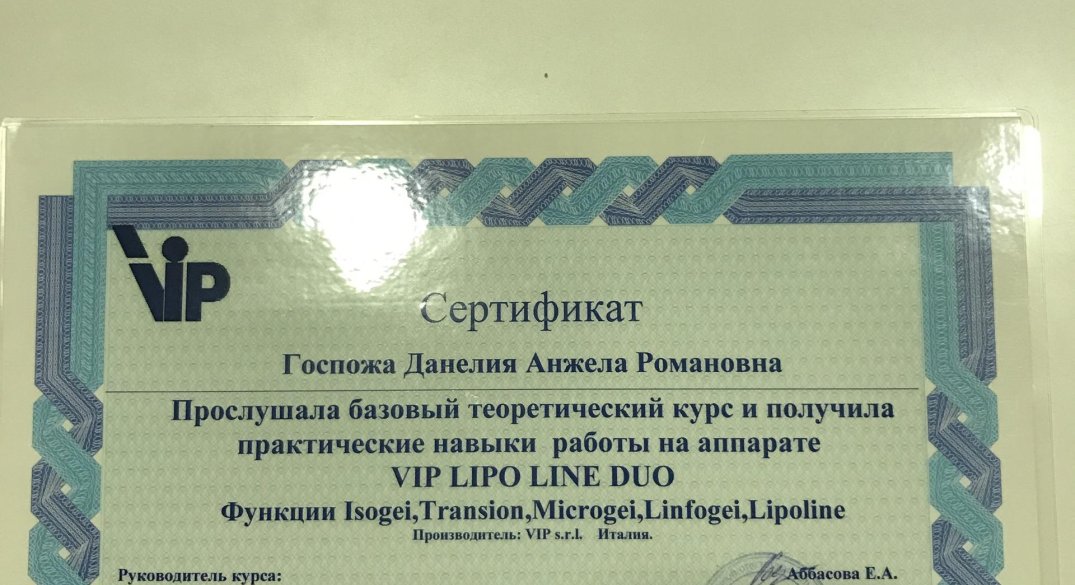 VIP
Сертификат
Госпожа Данелия Анжела Романовна
Прослушала базовый теоретический курс и получила
практические навыки работы на аппарате
VIP LIPO LINE DUO
Функции Isogei,Transion,Microgei,Linfogei,Lipoline
Производитель: VIP s.r.l. Италия.
Руководитель курса: Аббасова Е.А.